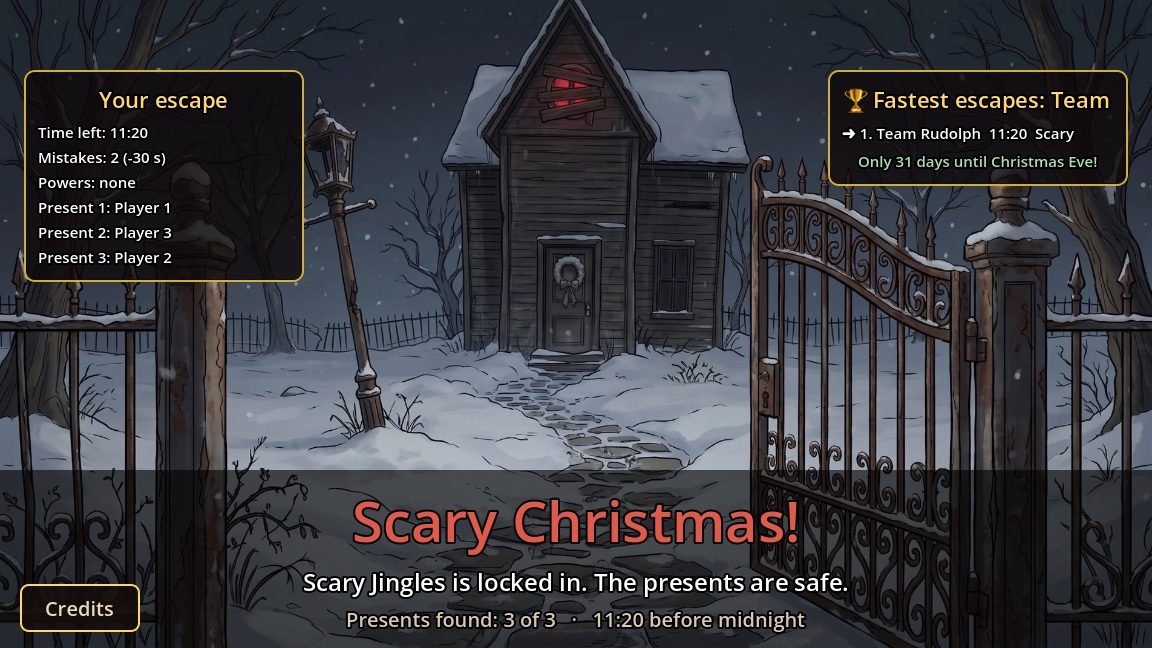 Your escape
Time left: 11:20
Mistakes: 2 (-30 s)
Powers: none
Present 1: Player 1
Present 2: Player 3
Present 3: Player 2
🏆 Fastest escapes: Team
➜ 1. Team Rudolph 11:20 Scary
Only 31 days until Christmas Eve!
Scary Christmas!
Scary Jingles is locked in. The presents are safe.
Presents found: 3 of 3 · 11:20 before midnight
Credits